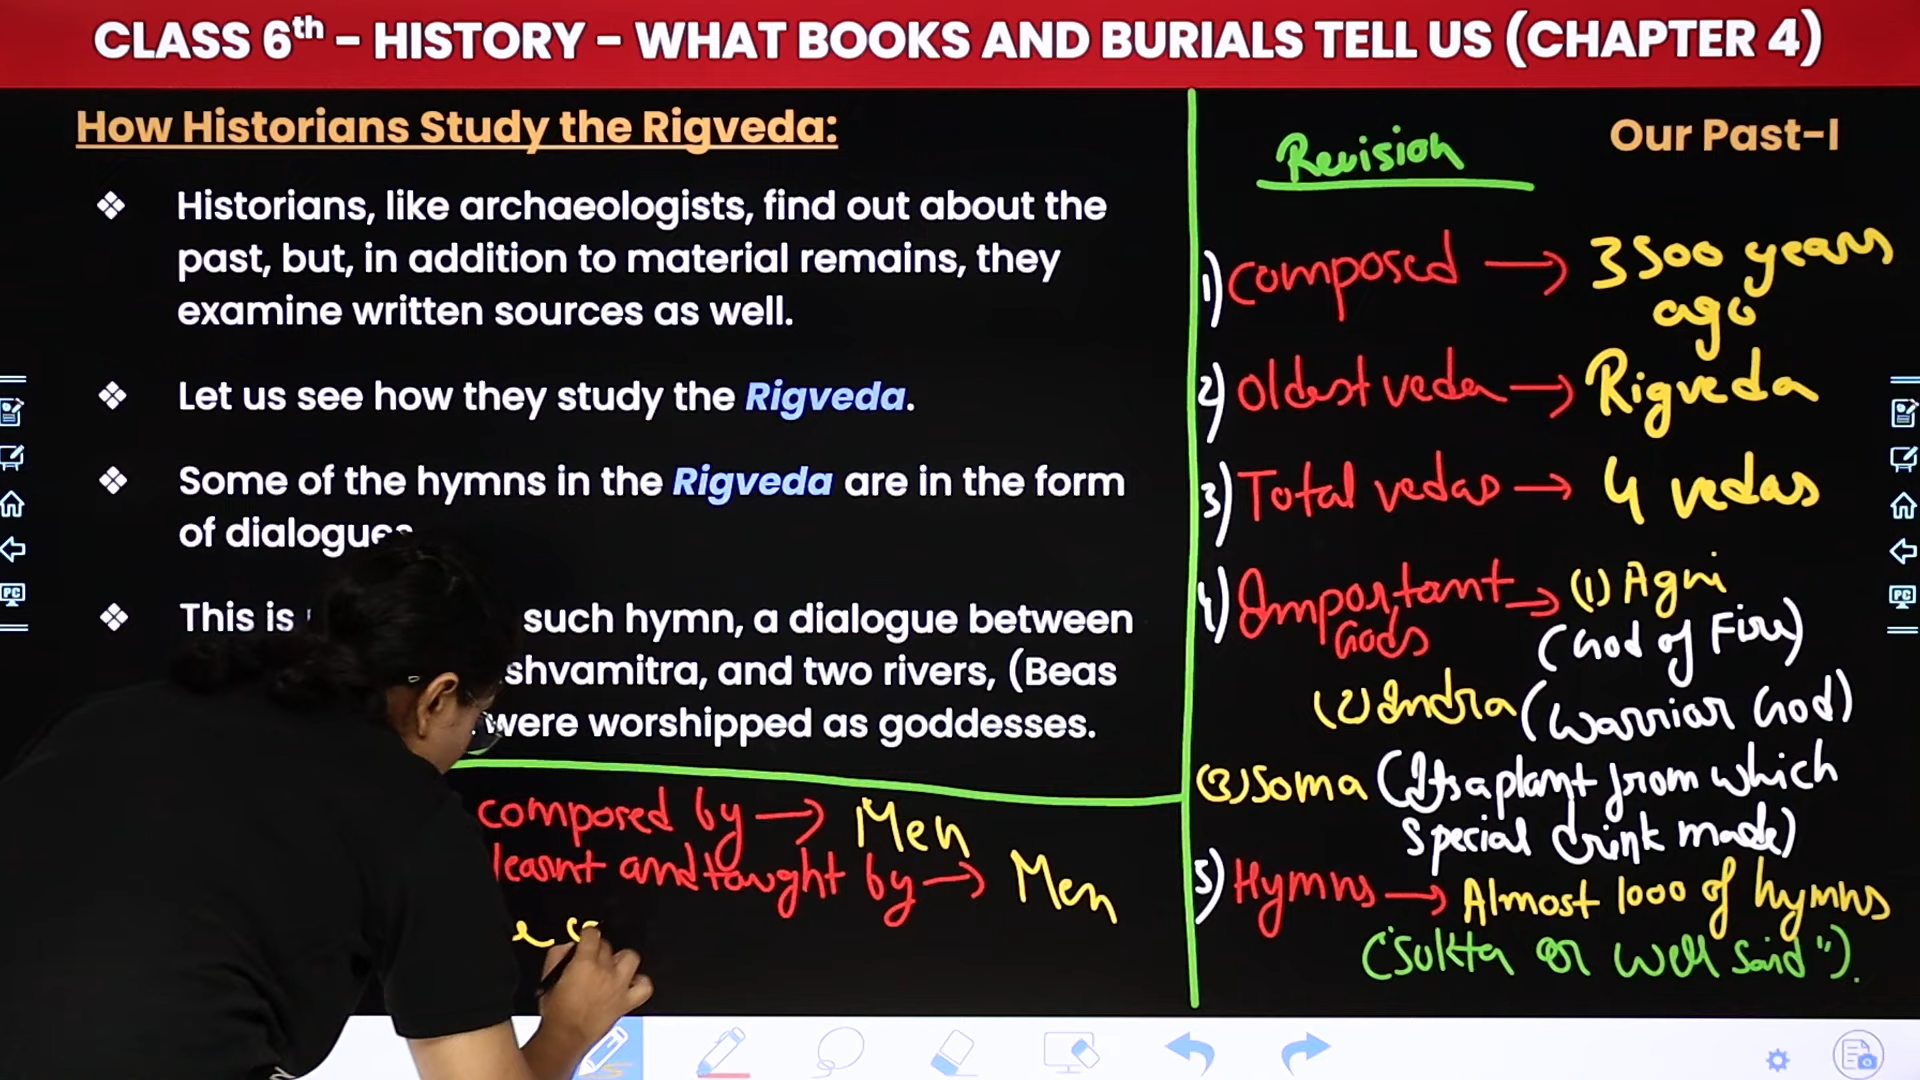 CLASS 6th - HISTORY - WHAT BOOKS AND BURIALS TELL US (CHAPTER 4)
How Historians Study the Rigveda:
❖ Historians, like archaeologists, find out about the
past, but, in addition to material remains, they
examine written sources as well.
❖ Let us see how they study the Rigveda.
❖ Some of the hymns in the Rigveda are in the form
of dialogues
❖ This is such hymn, a dialogue between
shvamitra, and two rivers, (Beas
were worshipped as goddesses.
composed by → Men
learnt and taught by → Men
Our Past-I
Revision
1) Composed → 3500 years
ago
2) Oldest veda → Rigveda
3) Total vedas → 4 vedas
4) Important Gods → (1) Agni
(God of Fire)
(2) Indra (Warrior God)
(3) Soma (Its a plant from which
special drink made)
5) Hymns → Almost 1000 of hymns
("Sukta or Well Said").
PC
PC